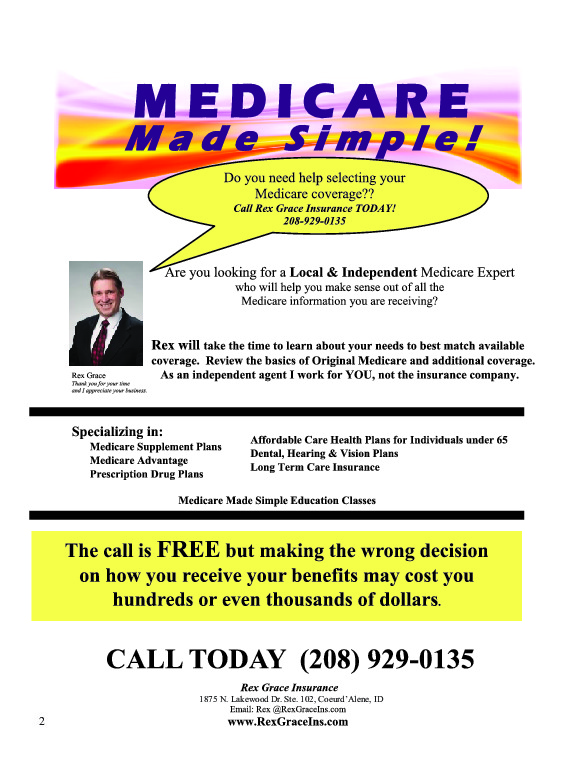 MEDICARE
Made Simple!
Do you need help selecting your
Medicare coverage??
Call Rex Grace Insurance TODAY!
208-929-0135
Are you looking for a Local & Independent Medicare Expert
who will help you make sense out of all the
Medicare information you are receiving?
Rex will take the time to learn about your needs to best match available
coverage. Review the basics of Original Medicare and additional coverage.
As an independent agent I work for YOU, not the insurance company.
Rex Grace
Thank you for your time
and I appreciate your business.
Specializing in:
Medicare Supplement Plans
Medicare Advantage
Prescription Drug Plans
Affordable Care Health Plans for Individuals under 65
Dental, Hearing & Vision Plans
Long Term Care Insurance
Medicare Made Simple Education Classes
The call is FREE but making the wrong decision
on how you receive your benefits may cost you
hundreds or even thousands of dollars.
CALL TODAY (208) 929-0135
Rex Grace Insurance
1875 N. Lakewood Dr. Ste. 102, Coeurd'Alene, ID
Email: Rex @RexGraceIns.com
www.RexGraceIns.com
2